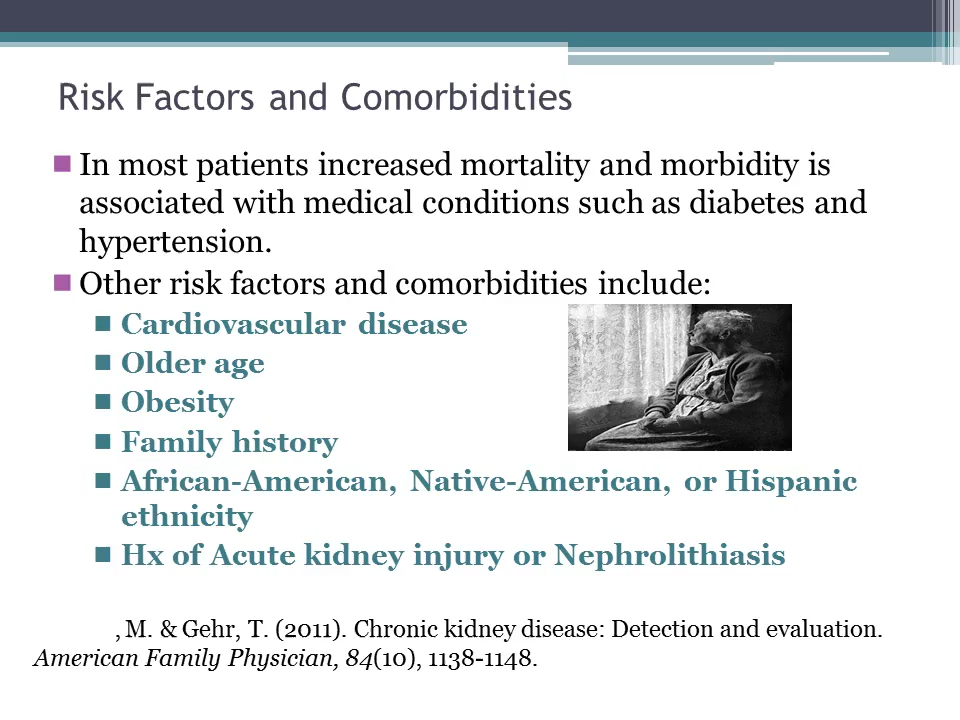 Risk Factors and Comorbidities
In most patients increased mortality and morbidity is
associated with medical conditions such as diabetes and
hypertension.
Other risk factors and comorbidities include:
Cardiovascular disease
Older age
Obesity
Family history
African-American, Native-American, or Hispanic
ethnicity
Hx of Acute kidney injury or Nephrolithiasis
, M. & Gehr, T. (2011). Chronic kidney disease: Detection and evaluation.
American Family Physician, 84(10), 1138-1148.